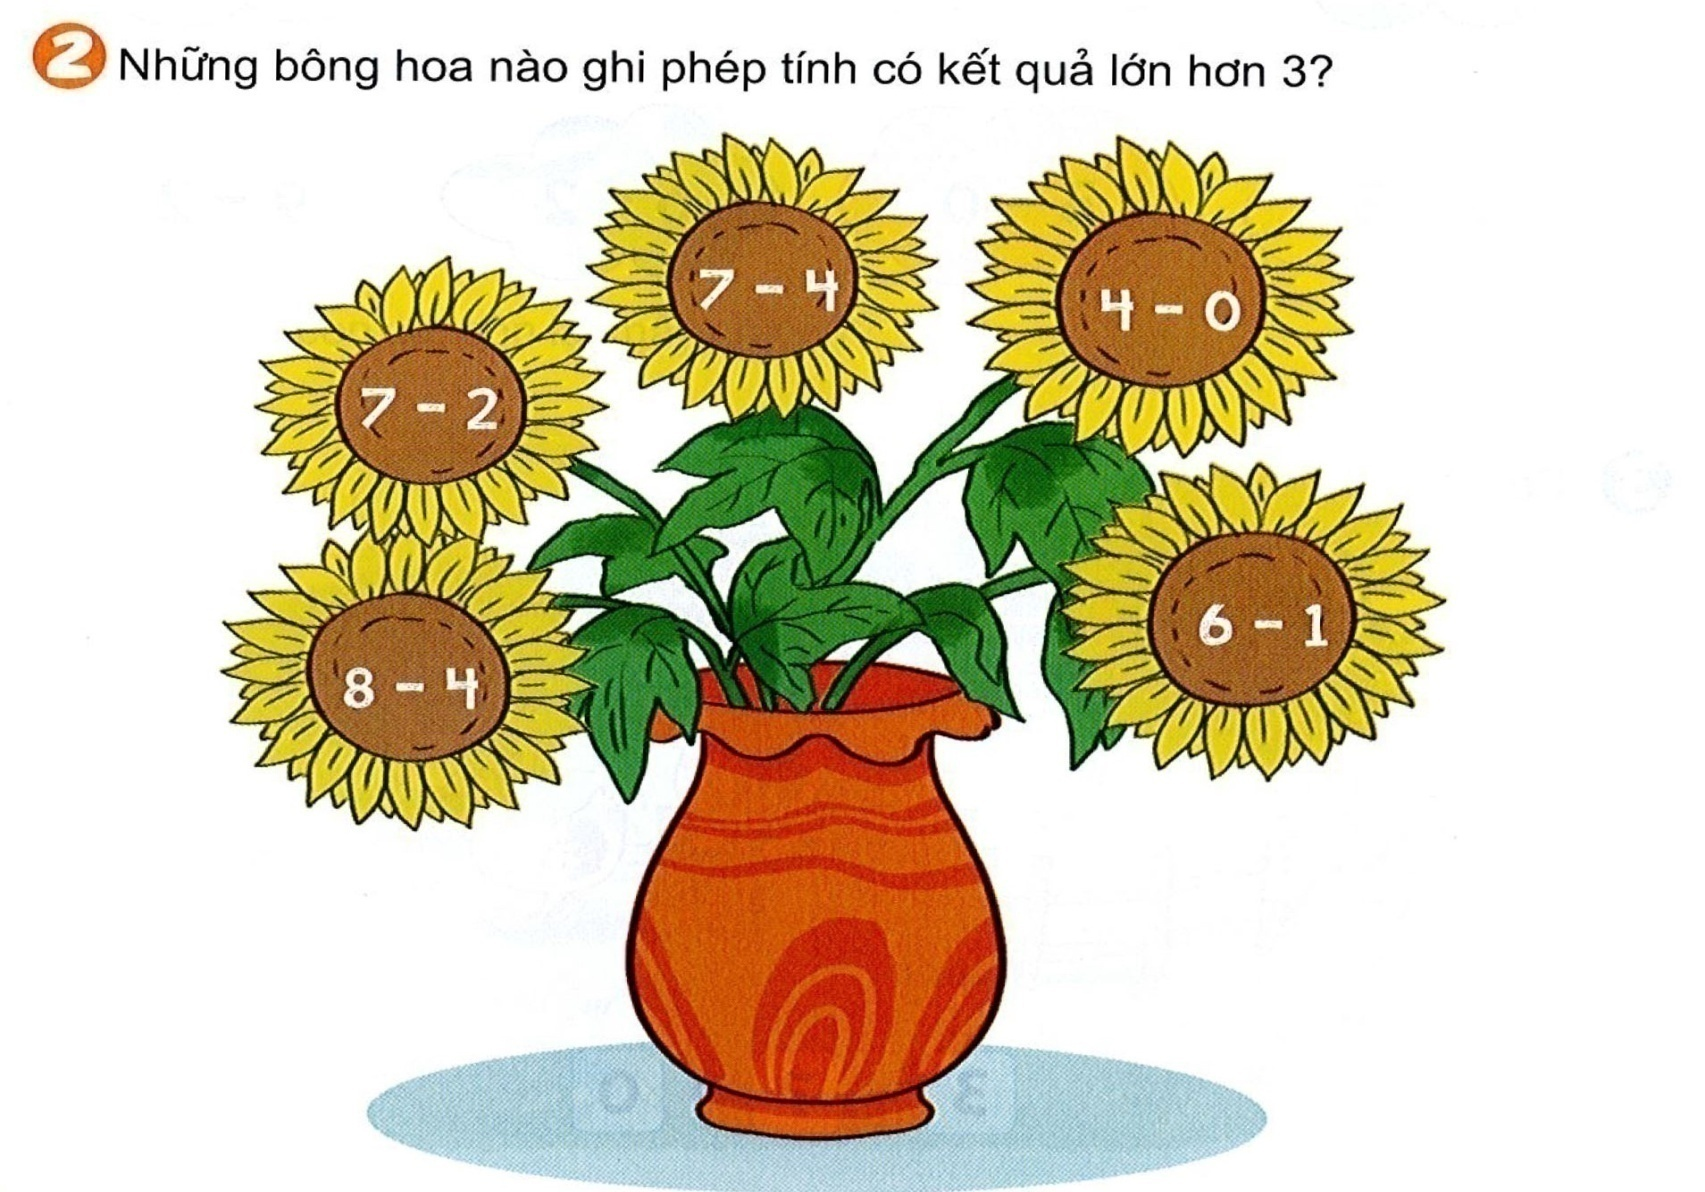 2 Những bông hoa nào ghi phép tính có kết quả lớn hơn 3?
7 - 4
4 - 0
7 - 2
6 - 1
8 - 4